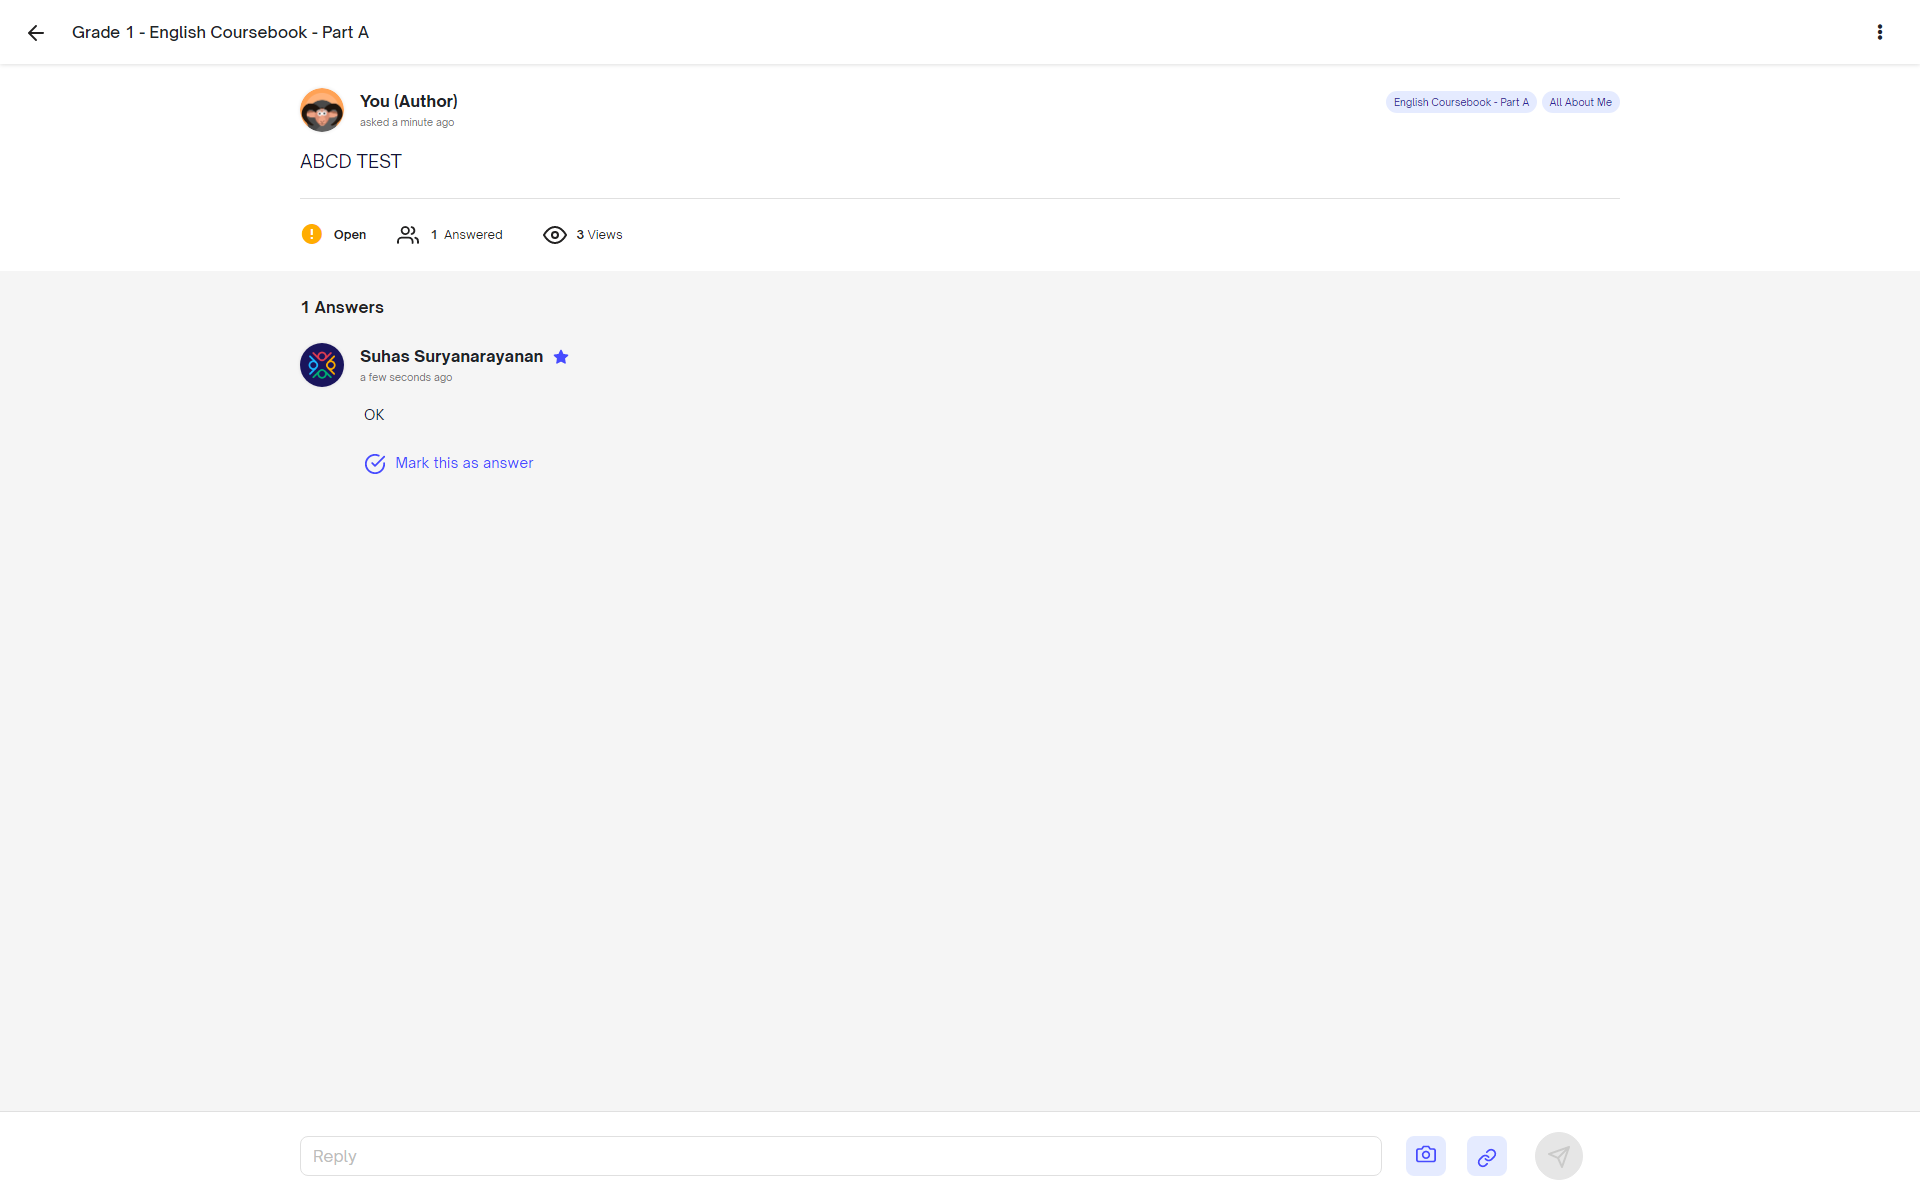 Grade 1 - English Coursebook - Part A
You (Author)
asked a minute ago
English Coursebook - Part A
All About Me
ABCD TEST
Open
1 Answered
3 Views
1 Answers
Suhas Suryanarayanan
a few seconds ago
OK
Mark this as answer
Reply